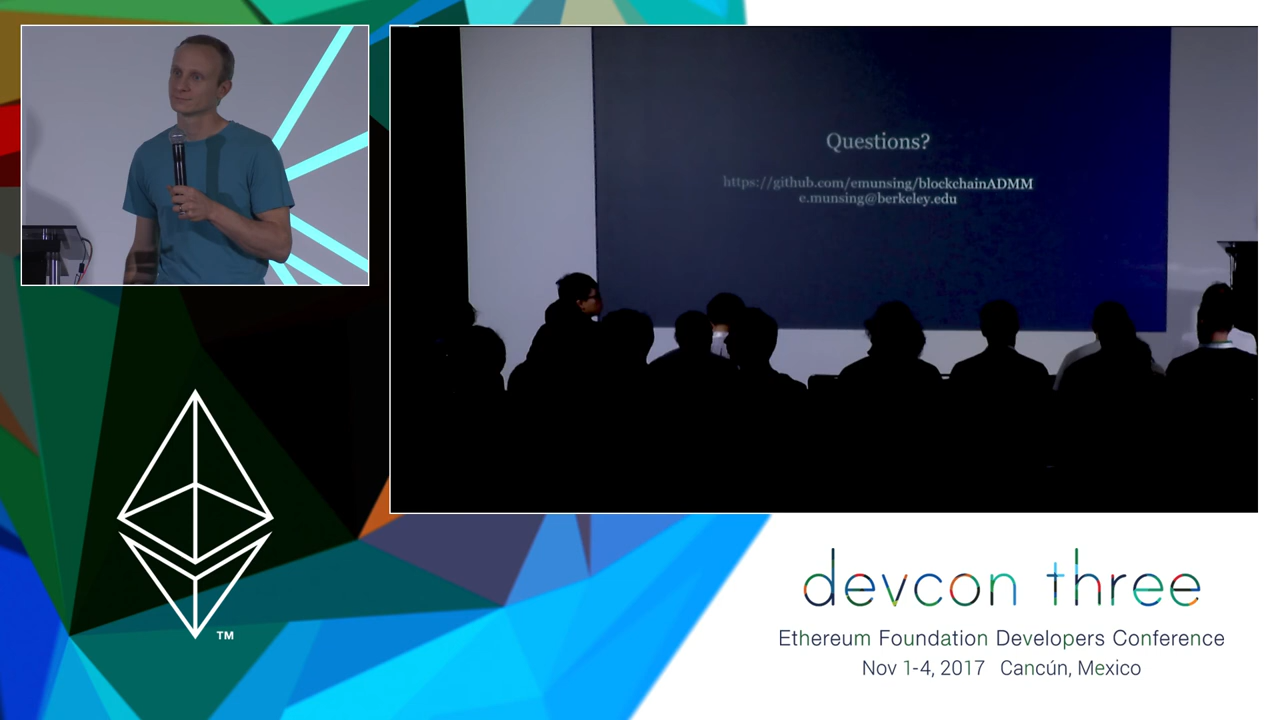 Questions?
https://github.com/emunsing/blockchainADMM
e.munsing@berkeley.edu
TM
devcon three
Ethereum Foundation Developers Conference
Nov 1-4, 2017 Cancún, Mexico